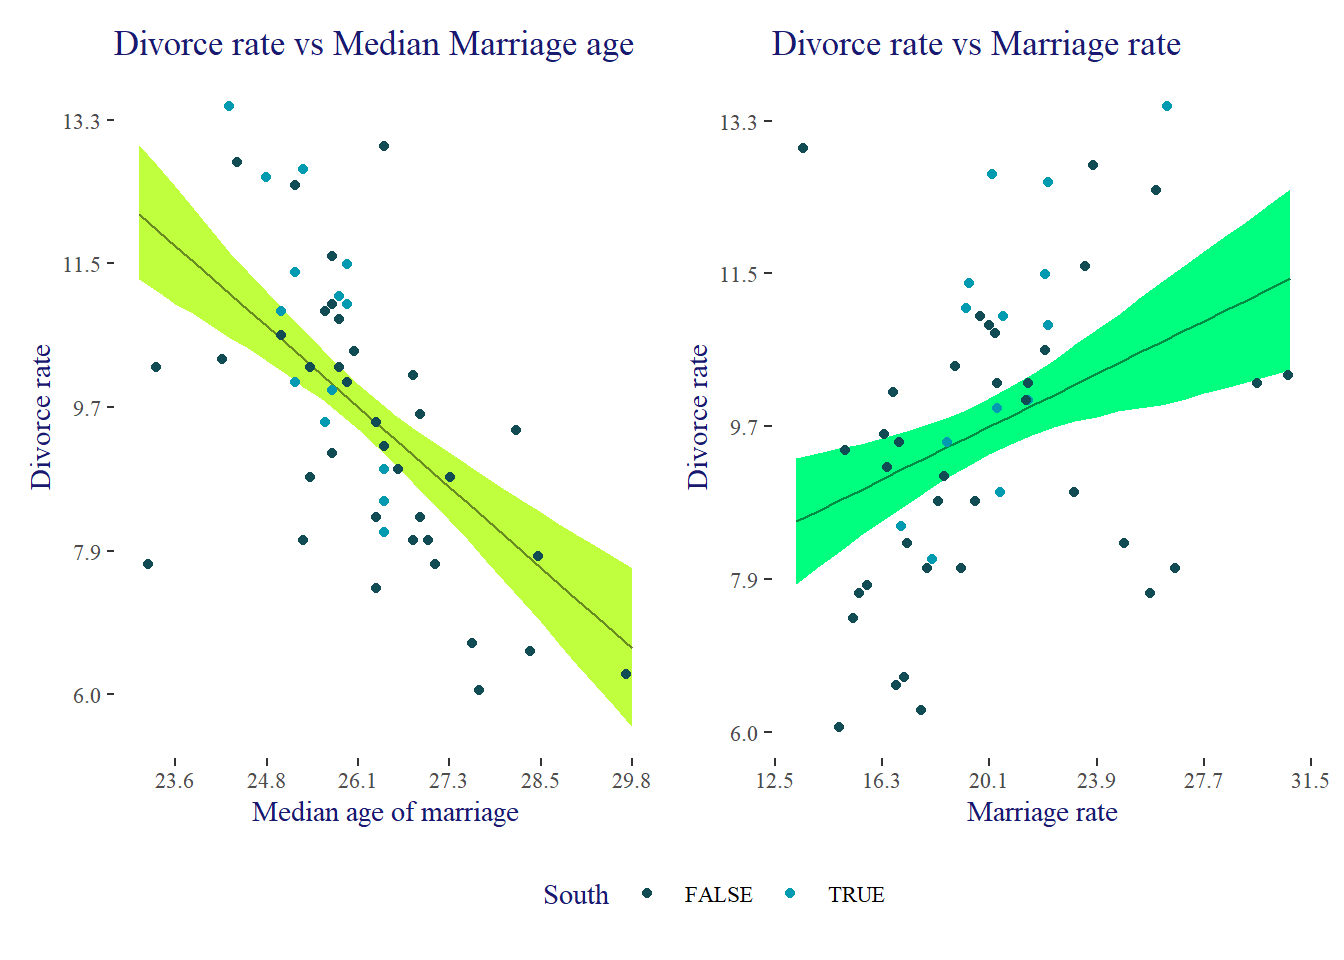 Divorce rate vs Median Marriage age
Divorce rate
13.3
11.5
9.7
7.9
6.0
23.6 24.8 26.1 27.3 28.5 29.8
Median age of marriage
Divorce rate vs Marriage rate
Divorce rate
13.3
11.5
9.7
7.9
6.0
12.5 16.3 20.1 23.9 27.7 31.5
Marriage rate
South FALSE TRUE